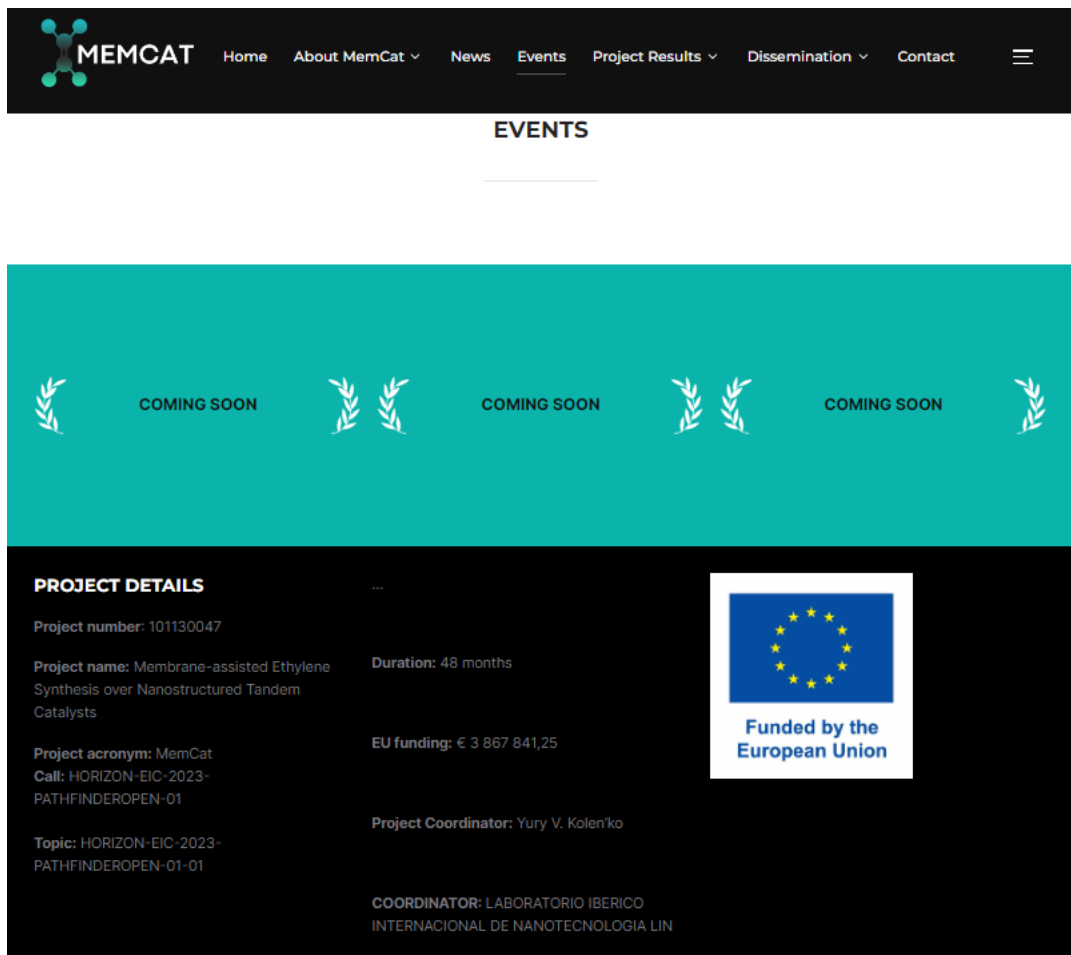 MEMCAT
Home About MemCat News Events Project Results Dissemination Contact
EVENTS
COMING SOON COMING SOON COMING SOON
PROJECT DETAILS
Project number: 101130047
Project name: Membrane-assisted Ethylene
Synthesis over Nanostructured Tandem
Catalysts
Project acronym: MemCat
Call: HORIZON-EIC-2023-
PATHFINDEROPEN-01
Topic: HORIZON-EIC-2023-
PATHFINDEROPEN-01-01
...
Duration: 48 months
EU funding: € 3 867 841,25
Project Coordinator: Yury V. Kolen’ko
COORDINATOR: LABORATORIO IBERICO
INTERNACIONAL DE NANOTECNOLOGIA LIN
Funded by the
European Union